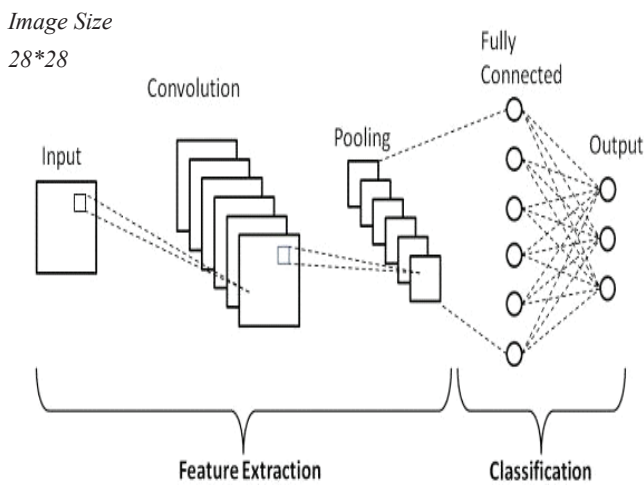 Image Size
28*28
Fully
Connected
Convolution
Pooling
Output
Input
Feature Extraction
Classification